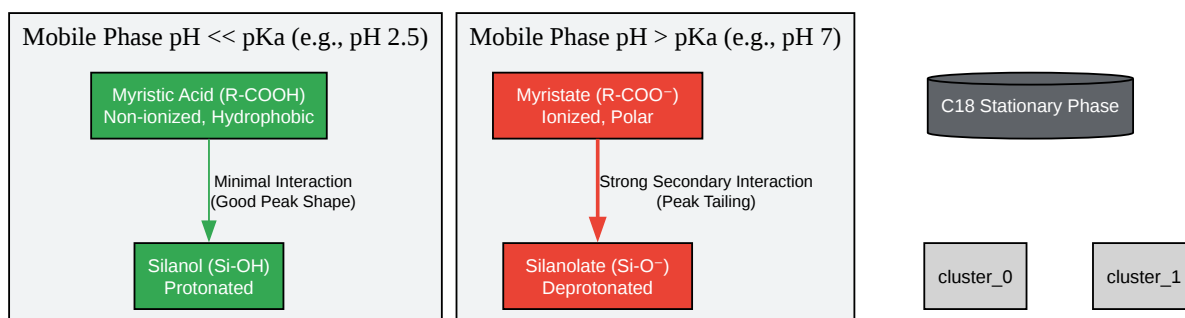 Mobile Phase pH << pKa (e.g., pH 2.5)
Myristic Acid (R-COOH)
Non-ionized, Hydrophobic
Minimal Interaction
(Good Peak Shape)
Silanol (Si-OH)
Protonated
Mobile Phase pH > pKa (e.g., pH 7)
Myristate (R-COO⁻)
Ionized, Polar
Strong Secondary Interaction
(Peak Tailing)
Silanolate (Si-O⁻)
Deprotonated
C18 Stationary Phase
cluster_0
cluster_1